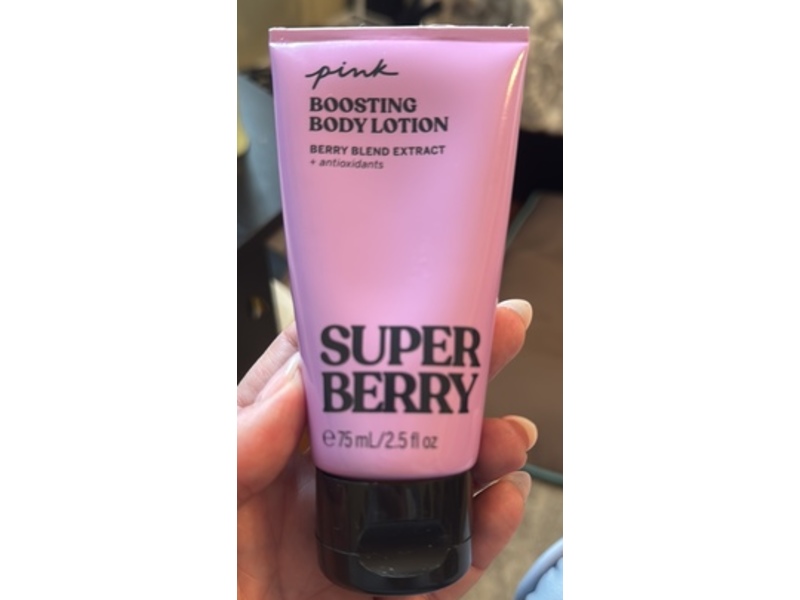 pink
BOOSTING
BODY LOTION
BERRY BLEND EXTRACT
+ antioxidants
SUPER
BERRY
℮ 75 mL/2.5 fl oz